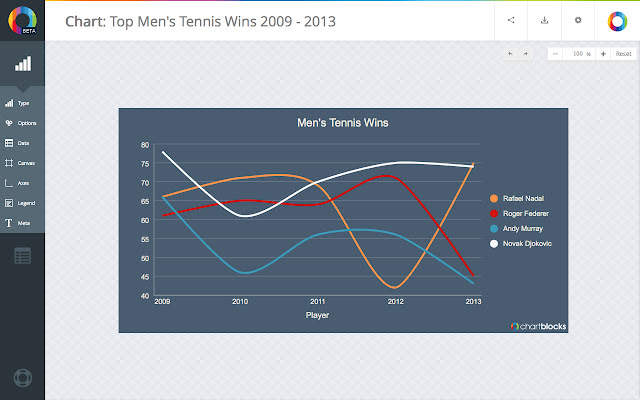 BETA
Chart: Top Men's Tennis Wins 2009 - 2013
100 %
Reset
Type
Options
Data
Canvas
Axes
Legend
Meta
Men's Tennis Wins
80
75
70
65
60
55
50
45
40
2009 2010 2011 2012 2013
Player
Rafael Nadal
Roger Federer
Andy Murray
Novak Djokovic
chartblocks